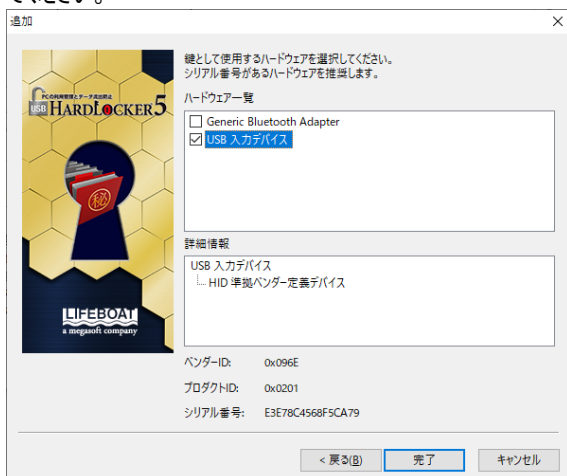 ください。
追加
鍵として使用するハードウェアを選択してください。
シリアル番号があるハードウェアを推奨します。
PCの利用管理とデータ流出防止
USB HARDLOCKER5
ハードウェア一覧
Generic Bluetooth Adapter
USB 入力デバイス
秘
詳細情報
USB 入力デバイス
HID 準拠ベンダー定義デバイス
LIFEBOAT
a megasoft company
ベンダーID: 0x096E
プロダクトID: 0x0201
シリアル番号: E3E78C4568F5CA79
< 戻る(B) 完了 キャンセル